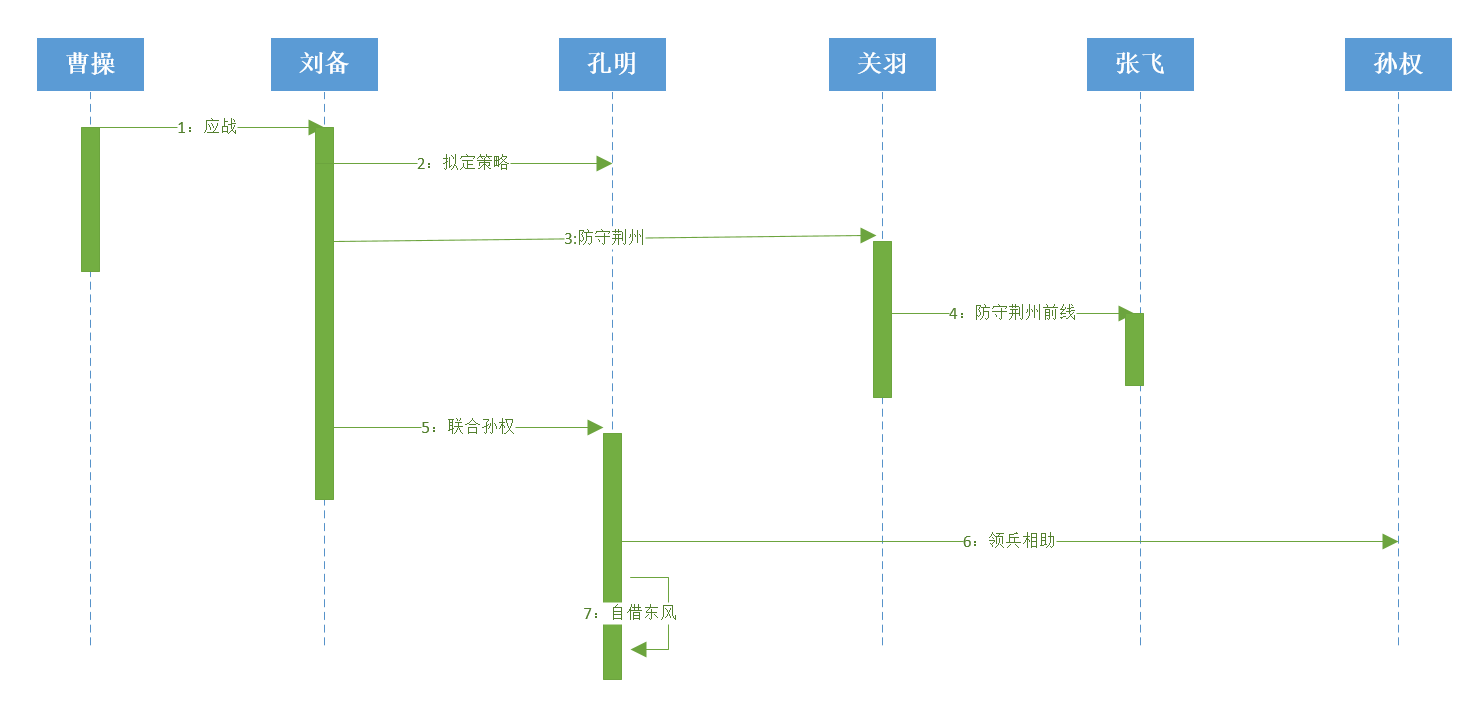 曹操
刘备
孔明
关羽
张飞
孙权
1：应战
2：拟定策略
3:防守荆州
4：防守荆州前线
5：联合孙权
6：领兵相助
7：自借东风